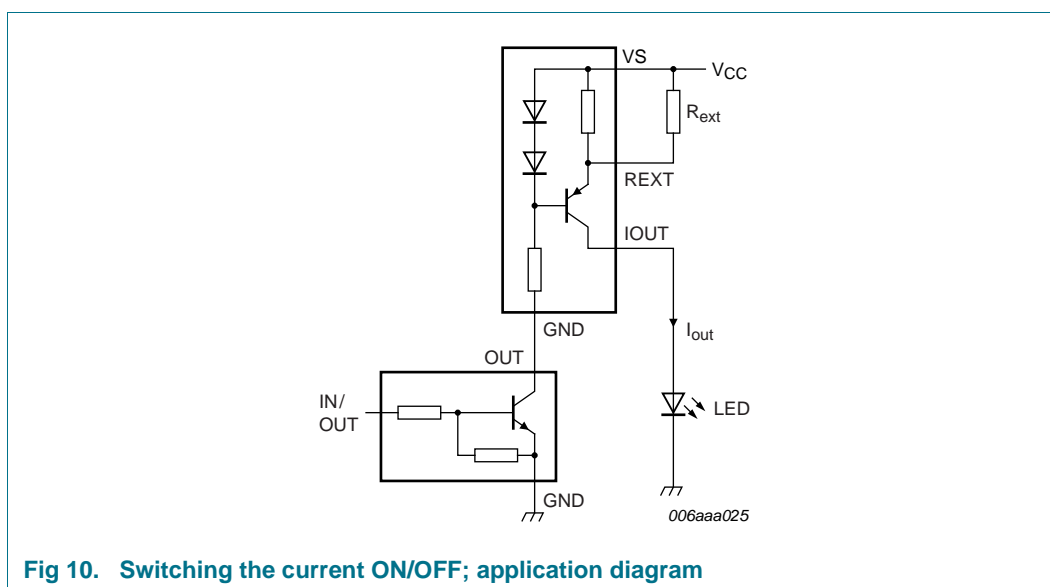 VS
VCC
Rext
REXT
IOUT
GND
Iout
OUT
IN/
OUT
LED
GND
006aaa025
Fig 10. Switching the current ON/OFF; application diagram